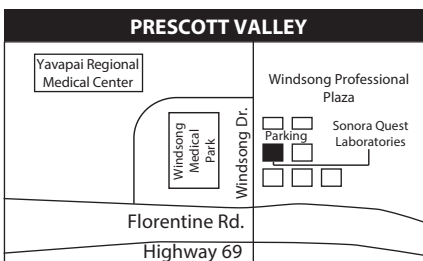 PRESCOTT VALLEY
Yavapai Regional
Medical Center
Windsong Professional
Plaza
Windsong
Medical
Park
Windsong Dr.
Parking
Sonora Quest
Laboratories
Florentine Rd.
Highway 69